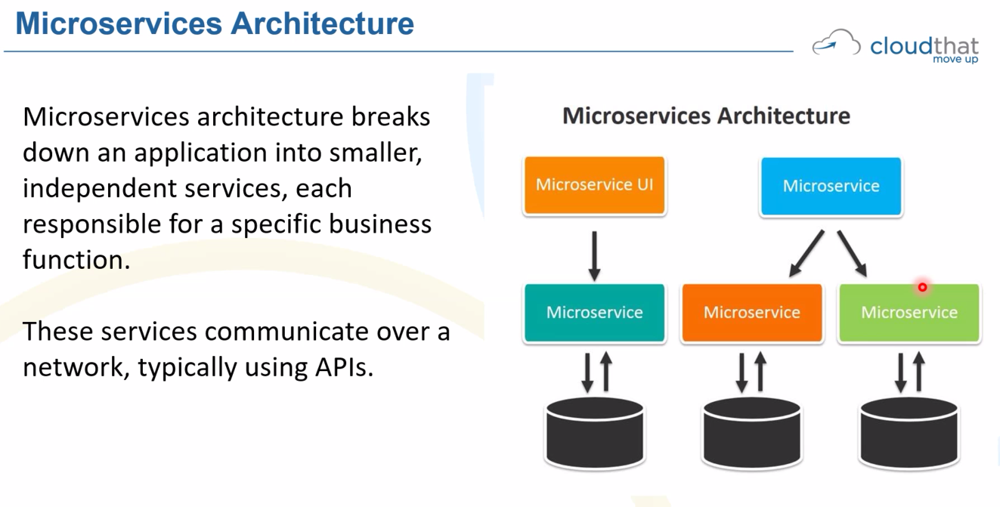 Microservices Architecture
cloudthat
move up
Microservices architecture breaks
down an application into smaller,
independent services, each
responsible for a specific business
function.
These services communicate over a
network, typically using APIs.
Microservices Architecture
Microservice UI
Microservice
Microservice
Microservice
Microservice